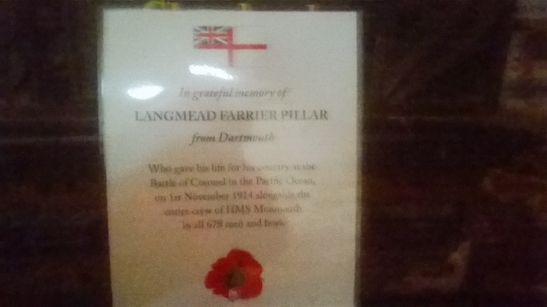 In grateful memory of
LANGMEAD FARRIER PILLAR
from Dartmouth
Who gave his life for his country at the
Battle of Coronel in the Pacific Ocean,
on 1st November 1914 alongside the
entire crew of HMS Monmouth
in all 678 men and boys